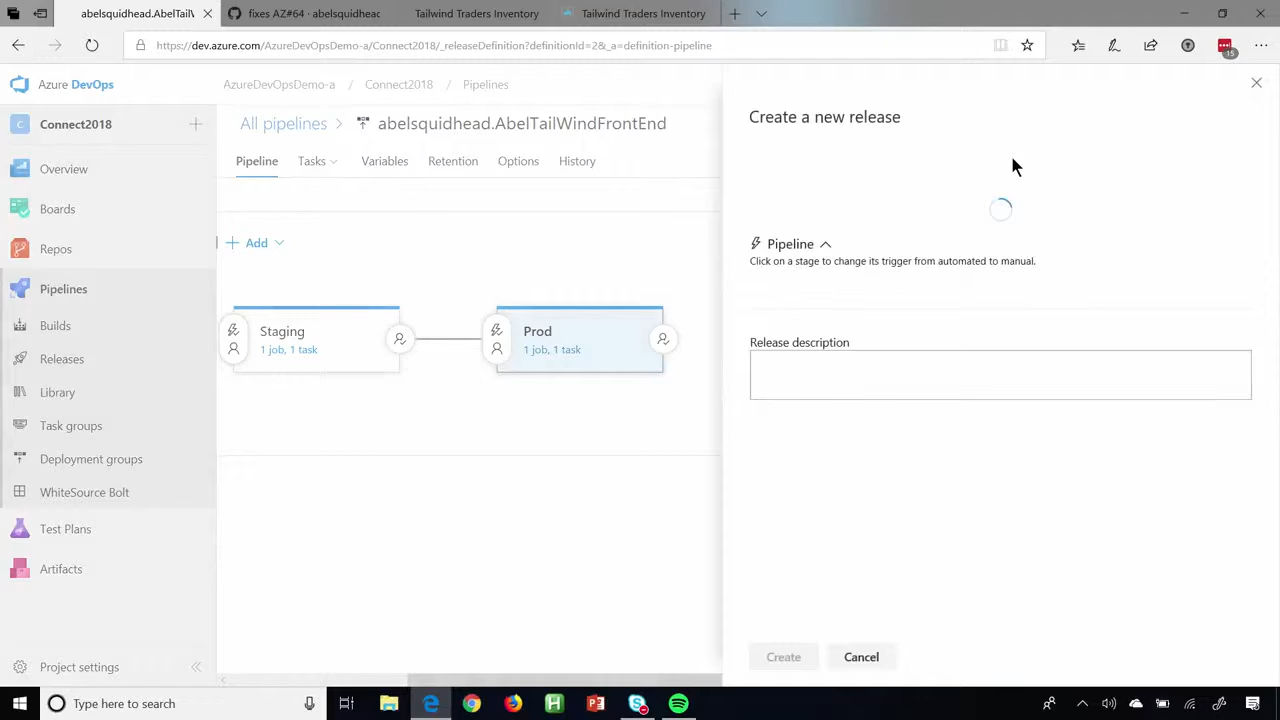 abelsquidhead.AbelTailW
fixes AZ#64 · abelsquidhead
Tailwind Traders Inventory
Tailwind Traders Inventory
https://dev.azure.com/AzureDevOpsDemo-a/Connect2018/_releaseDefinition?definitionId=2&_a=definition-pipeline
15
Azure DevOps
AzureDevOpsDemo-a / Connect2018 / Pipelines
C
Connect2018
All pipelines > abelsquidhead.AbelTailWindFrontEnd
Pipeline Tasks Variables Retention Options History
Overview
Boards
Repos
Pipelines
Builds
Releases
Library
Task groups
Deployment groups
WhiteSource Bolt
Test Plans
Artifacts
Project settings
Add
Staging
1 job, 1 task
Prod
1 job, 1 task
Create a new release
Pipeline
Click on a stage to change its trigger from automated to manual.
Release description
Create
Cancel
Type here to search